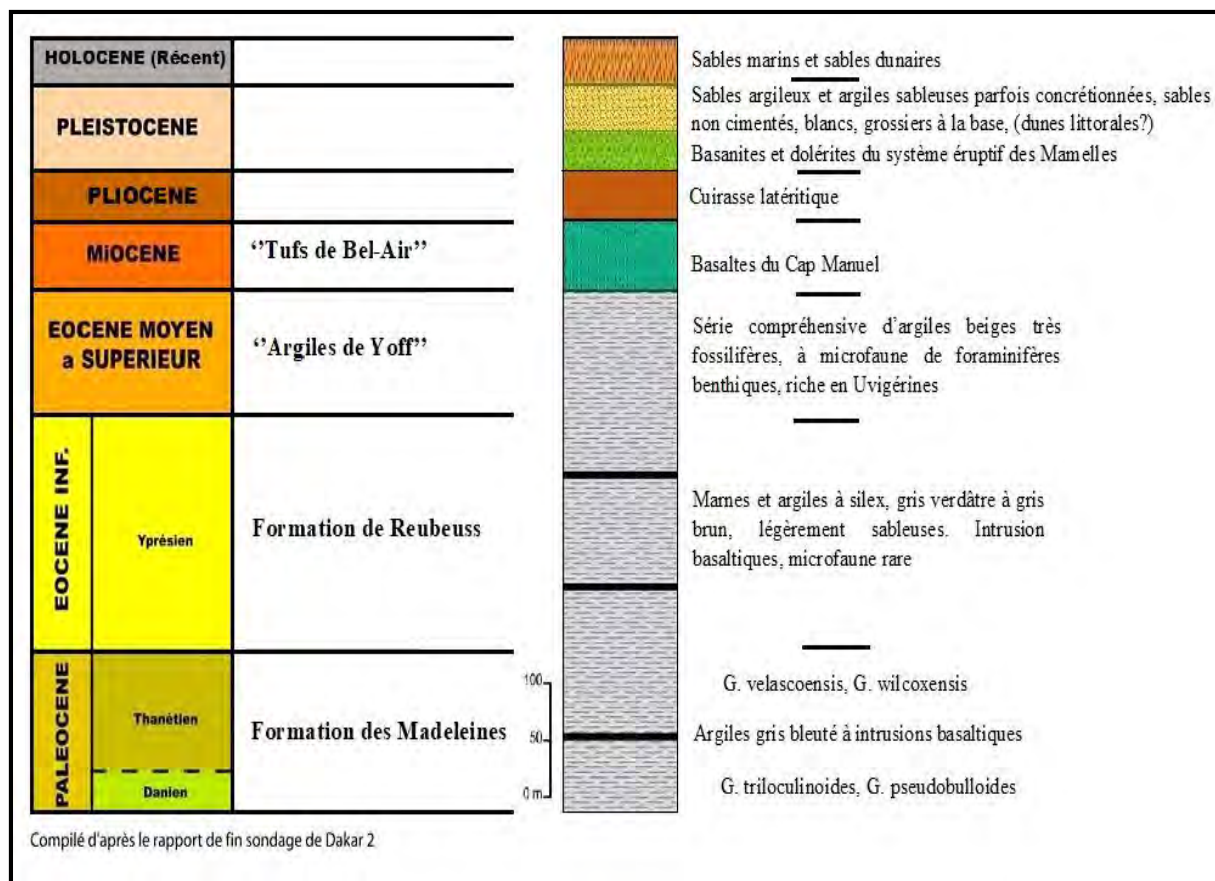 HOLOCENE (Récent)
Sables marins et sables dunaires
PLEISTOCENE
Sables argileux et argiles sableuses parfois concrétionnées, sables
non cimentés, blancs, grossiers à la base, (dunes littorales?)
Basanites et dolérites du système éruptif des Mamelles
PLIOCENE
Cuirasse latéritique
MiOCENE
‘’Tufs de Bel-Air’’
Basaltes du Cap Manuel
EOCENE MOYEN
a SUPERIEUR
‘’Argiles de Yoff’’
Série compréhensive d’argiles beiges très
fossilifères, à microfaune de foraminifères
benthiques, riche en Uvigérines
EOCENE INF.
Yprésien
Formation de Reubeuss
Marnes et argiles à silex, gris verdâtre à gris
brun, légèrement sableuses. Intrusion
basaltiques, microfaune rare
PALEOCENE
Thanétien
Danien
Formation des Madeleines
100
50
0 m
G. velascoensis, G. wilcoxensis
Argiles gris bleuté à intrusions basaltiques
G. triloculinoides, G. pseudobulloides
Compilé d'après le rapport de fin sondage de Dakar 2